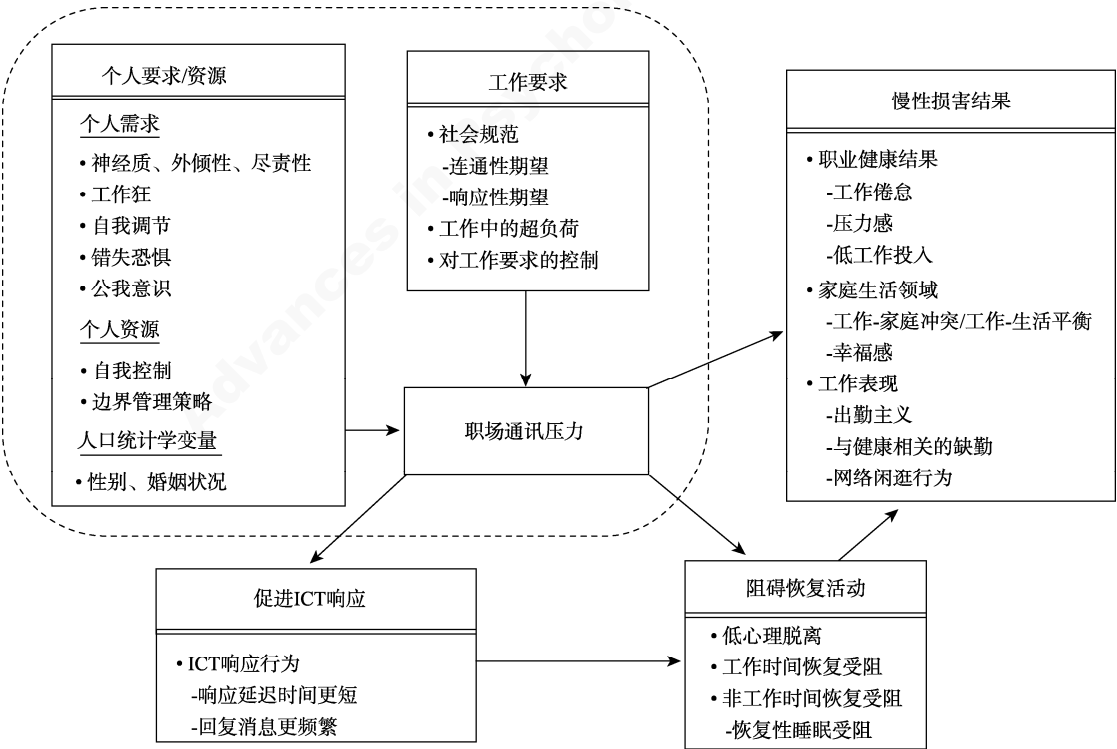 个人要求/资源
个人需求
• 神经质、外倾性、尽责性
• 工作狂
• 自我调节
• 错失恐惧
• 公我意识
个人资源
• 自我控制
• 边界管理策略
人口统计学变量
• 性别、婚姻状况
工作要求
• 社会规范
-连通性期望
-响应性期望
• 工作中的超负荷
• 对工作要求的控制
职场通讯压力
慢性损害结果
• 职业健康结果
-工作倦怠
-压力感
-低工作投入
• 家庭生活领域
-工作-家庭冲突/工作-生活平衡
-幸福感
• 工作表现
-出勤主义
-与健康相关的缺勤
-网络闲逛行为
促进ICT响应
• ICT响应行为
-响应延迟时间更短
-回复消息更频繁
阻碍恢复活动
• 低心理脱离
• 工作时间恢复受阻
• 非工作时间恢复受阻
-恢复性睡眠受阻